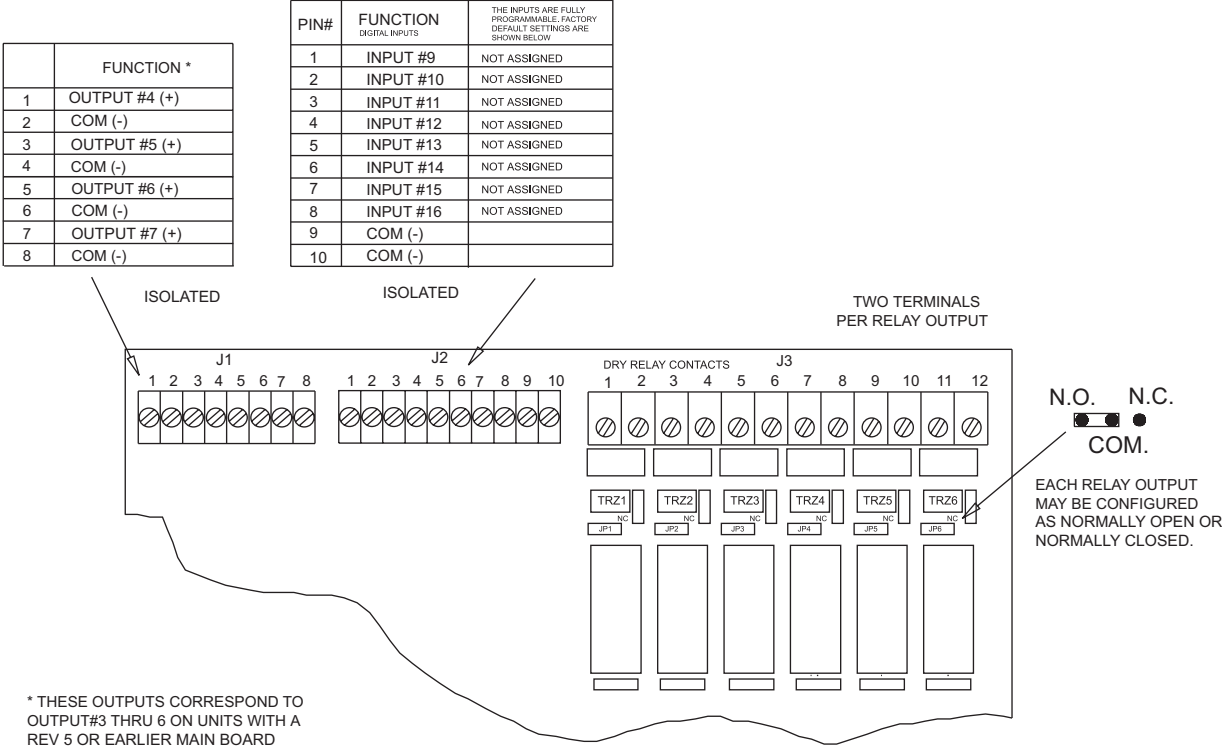 FUNCTION *
1 OUTPUT #4 (+)
2 COM (-)
3 OUTPUT #5 (+)
4 COM (-)
5 OUTPUT #6 (+)
6 COM (-)
7 OUTPUT #7 (+)
8 COM (-)
ISOLATED
PIN# FUNCTION DIGITAL INPUTS
THE INPUTS ARE FULLY
PROGRAMMABLE. FACTORY
DEFAULT SETTINGS ARE
SHOWN BELOW
1 INPUT #9 NOT ASSIGNED
2 INPUT #10 NOT ASSIGNED
3 INPUT #11 NOT ASSIGNED
4 INPUT #12 NOT ASSIGNED
5 INPUT #13 NOT ASSIGNED
6 INPUT #14 NOT ASSIGNED
7 INPUT #15 NOT ASSIGNED
8 INPUT #16 NOT ASSIGNED
9 COM (-)
10 COM (-)
ISOLATED
TWO TERMINALS
PER RELAY OUTPUT
J1
1 2 3 4 5 6 7 8
J2
1 2 3 4 5 6 7 8 9 10
DRY RELAY CONTACTS J3
1 2 3 4 5 6 7 8 9 10 11 12
TRZ1 TRZ2 TRZ3 TRZ4 TRZ5 TRZ6
NC NC NC NC NC NC
JP1 JP2 JP3 JP4 JP5 JP6
N.O. N.C.
COM.
EACH RELAY OUTPUT
MAY BE CONFIGURED
AS NORMALLY OPEN OR
NORMALLY CLOSED.
* THESE OUTPUTS CORRESPOND TO
OUTPUT#3 THRU 6 ON UNITS WITH A
REV 5 OR EARLIER MAIN BOARD